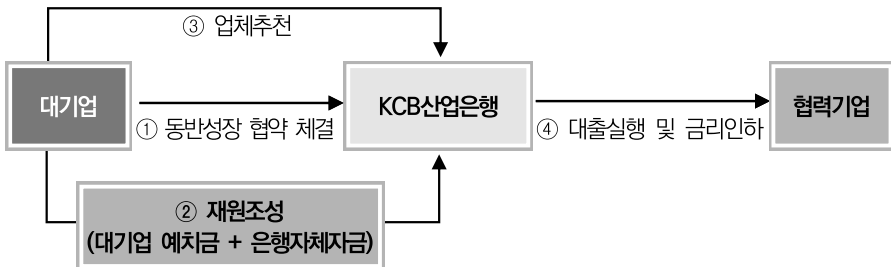 ③ 업체추천
대기업
KCB산업은행
협력기업
① 동반성장 협약 체결
④ 대출실행 및 금리인하
② 재원조성
(대기업 예치금 + 은행자체자금)